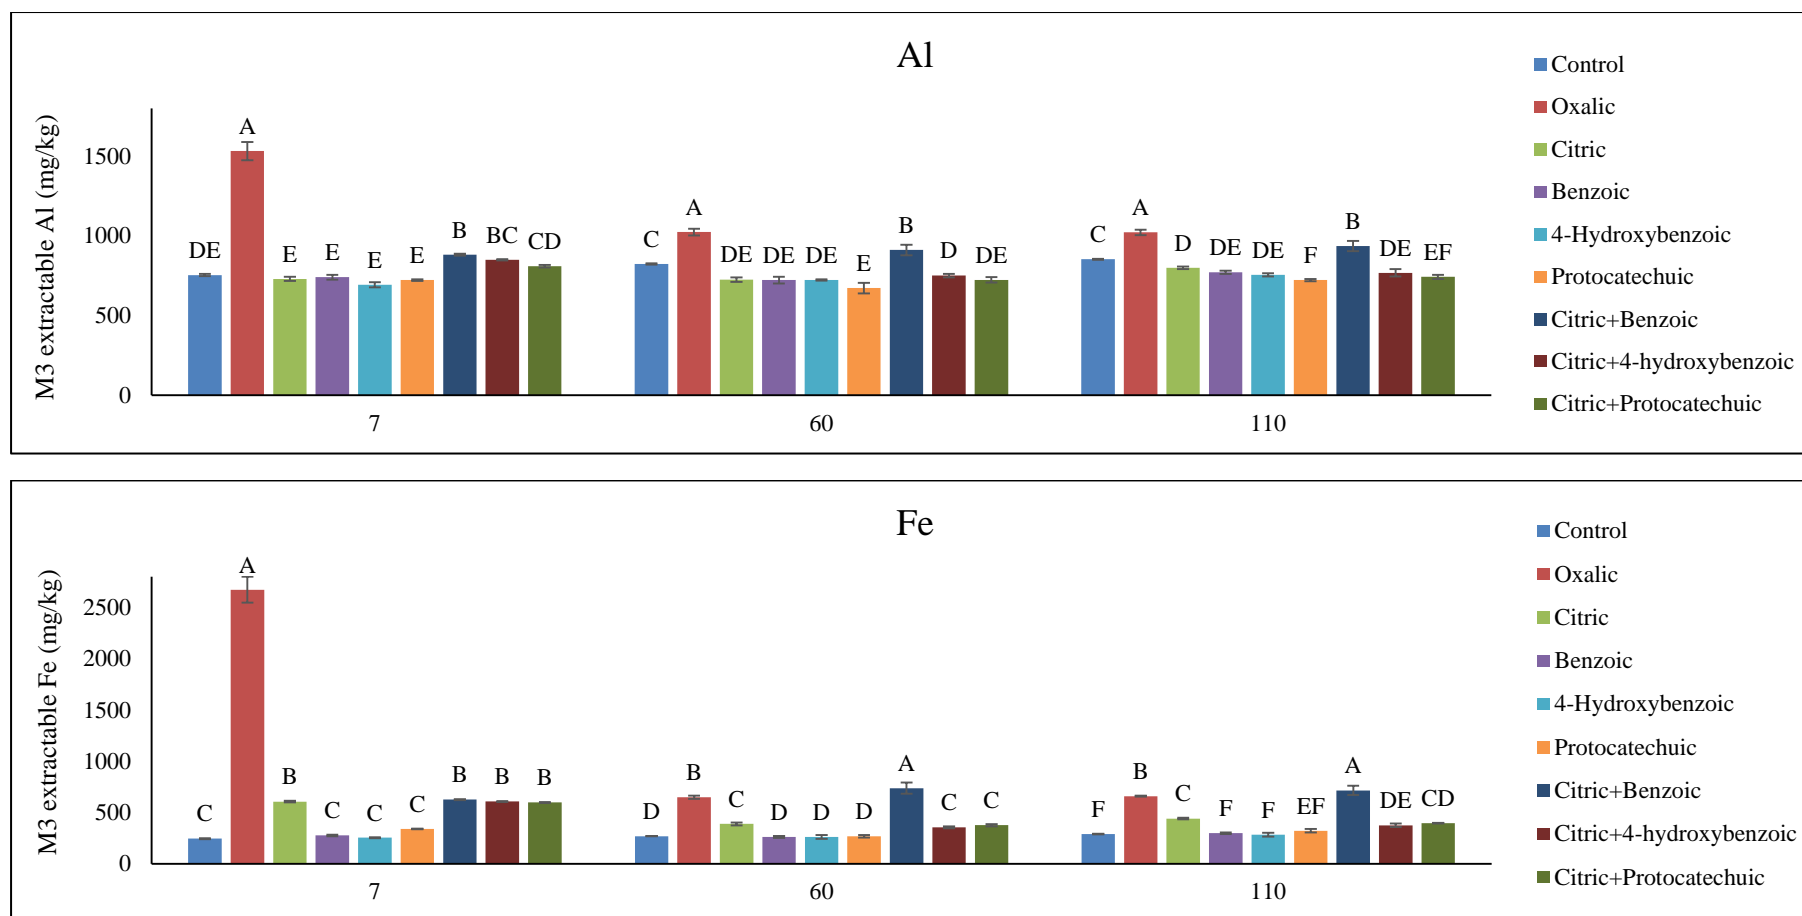 Al
M3 extractable Al (mg/kg)
1500
1000
500
0
DE A E E E E B BC CD
C A DE DE DE E B D DE
C A D DE DE F B DE EF
7 60 110
Control
Oxalic
Citric
Benzoic
4-Hydroxybenzoic
Protocatechuic
Citric+Benzoic
Citric+4-hydroxybenzoic
Citric+Protocatechuic
Fe
M3 extractable Fe (mg/kg)
2500
2000
1500
1000
500
0
C A B C C C B B B
D B C D D D A C C
F B C F F EF A DE CD
7 60 110
Control
Oxalic
Citric
Benzoic
4-Hydroxybenzoic
Protocatechuic
Citric+Benzoic
Citric+4-hydroxybenzoic
Citric+Protocatechuic